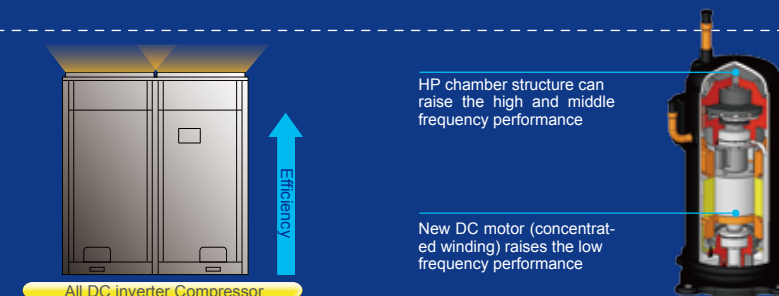 HP chamber structure can
raise the high and middle
frequency performance
Efficiency
New DC motor (concentrat-
ed winding) raises the low
frequency performance
All DC inverter Compressor